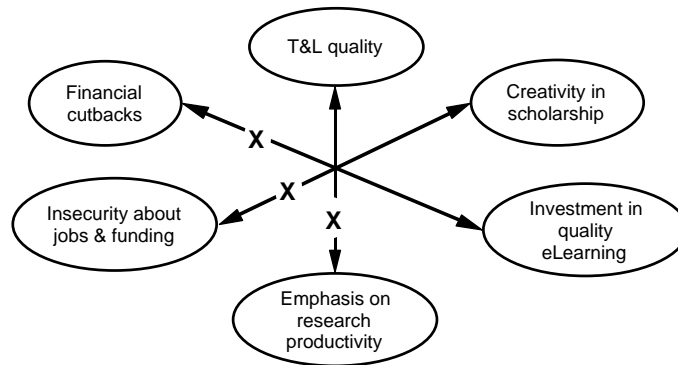 T&L quality
Financial
cutbacks
Creativity in
scholarship
X
X
X
Insecurity about
jobs & funding
Investment in
quality
eLearning
Emphasis on
research
productivity